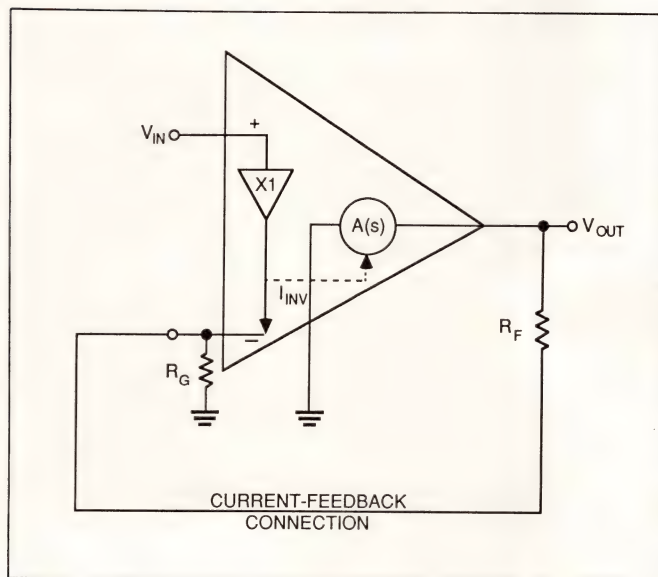 V_IN
+
X1
A(s)
V_OUT
I_INV
−
R_F
R_G
CURRENT-FEEDBACK
CONNECTION